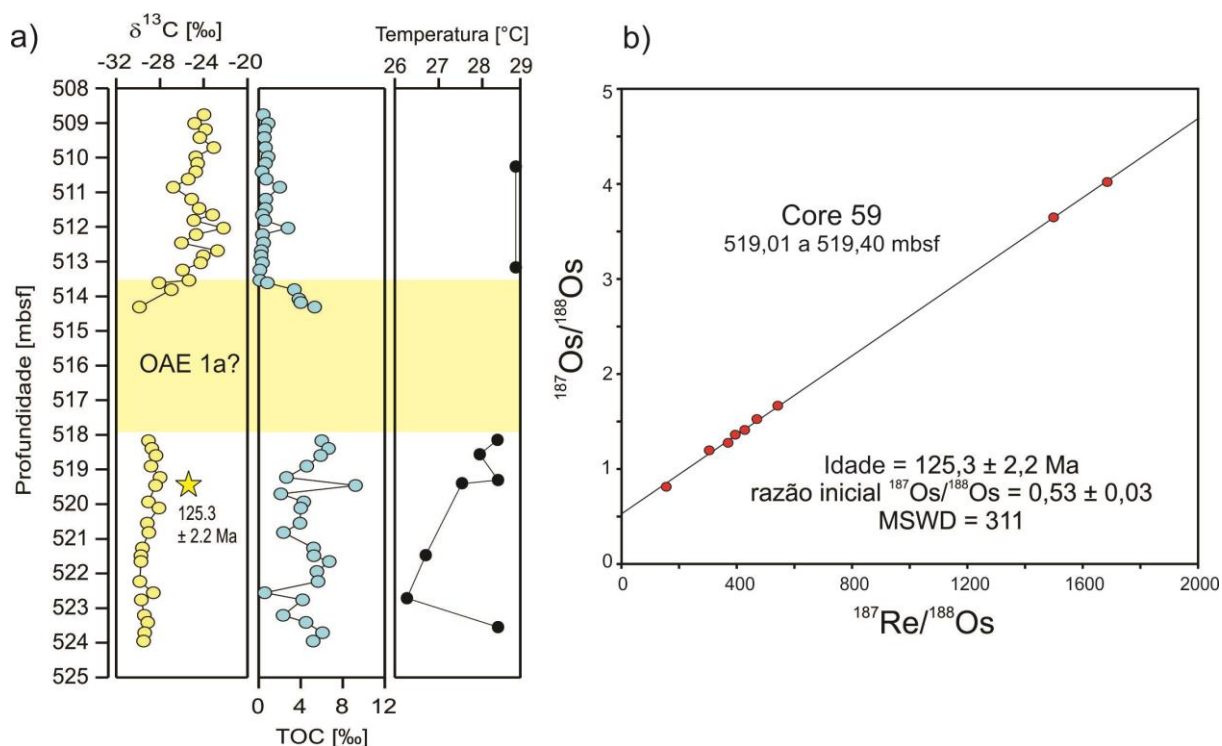 a)
δ13C [‰]
-32 -28 -24 -20
Temperatura [°C]
26 27 28 29
Profundidade [mbsf]
508
509
510
511
512
513
514
515
516
517
518
519
520
521
522
523
524
525
OAE 1a?
125.3
± 2.2 Ma
0 4 8 12
TOC [‰]
b)
187Os/188Os
5
4
3
2
1
0
Core 59
519,01 a 519,40 mbsf
Idade = 125,3 ± 2,2 Ma
razão inicial 187Os/188Os = 0,53 ± 0,03
MSWD = 311
0 400 800 1200 1600 2000
187Re/188Os